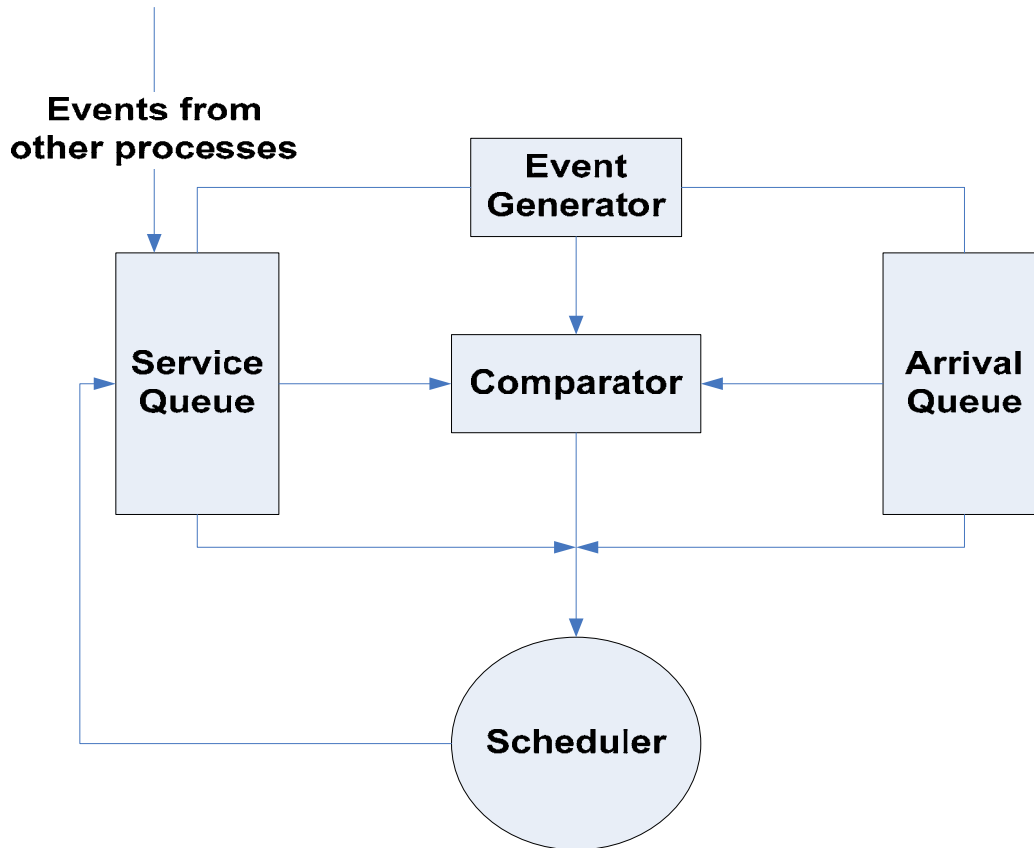 Events from
other processes
Event
Generator
Service
Queue
Comparator
Arrival
Queue
Scheduler